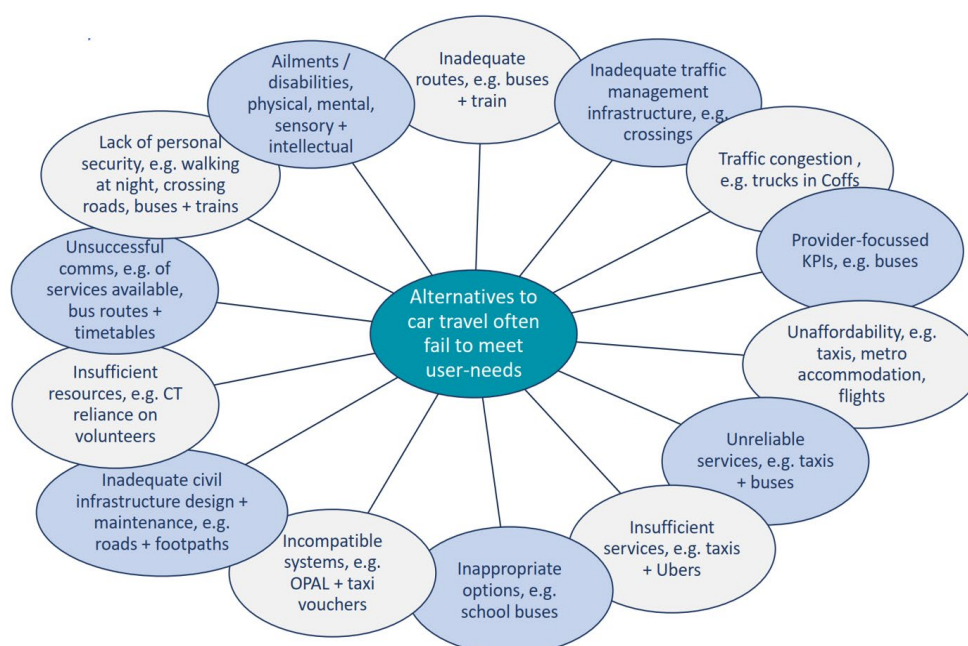 Inadequate
routes, e.g. buses
+ train
Inadequate traffic
management
infrastructure, e.g.
crossings
Traffic congestion ,
e.g. trucks in Coffs
Provider-focussed
KPIs, e.g. buses
Unaffordability, e.g.
taxis, metro
accommodation,
flights
Unreliable
services, e.g. taxis
+ buses
Insufficient
services, e.g. taxis
+ Ubers
Inappropriate
options, e.g.
school buses
Incompatible
systems, e.g.
OPAL + taxi
vouchers
Inadequate civil
infrastructure design +
maintenance, e.g.
roads + footpaths
Insufficient
resources, e.g. CT
reliance on
volunteers
Unsuccessful
comms, e.g. of
services available,
bus routes +
timetables
Lack of personal
security, e.g. walking
at night, crossing
roads, buses + trains
Ailments /
disabilities,
physical, mental,
sensory +
intellectual
Alternatives to
car travel often
fail to meet
user-needs